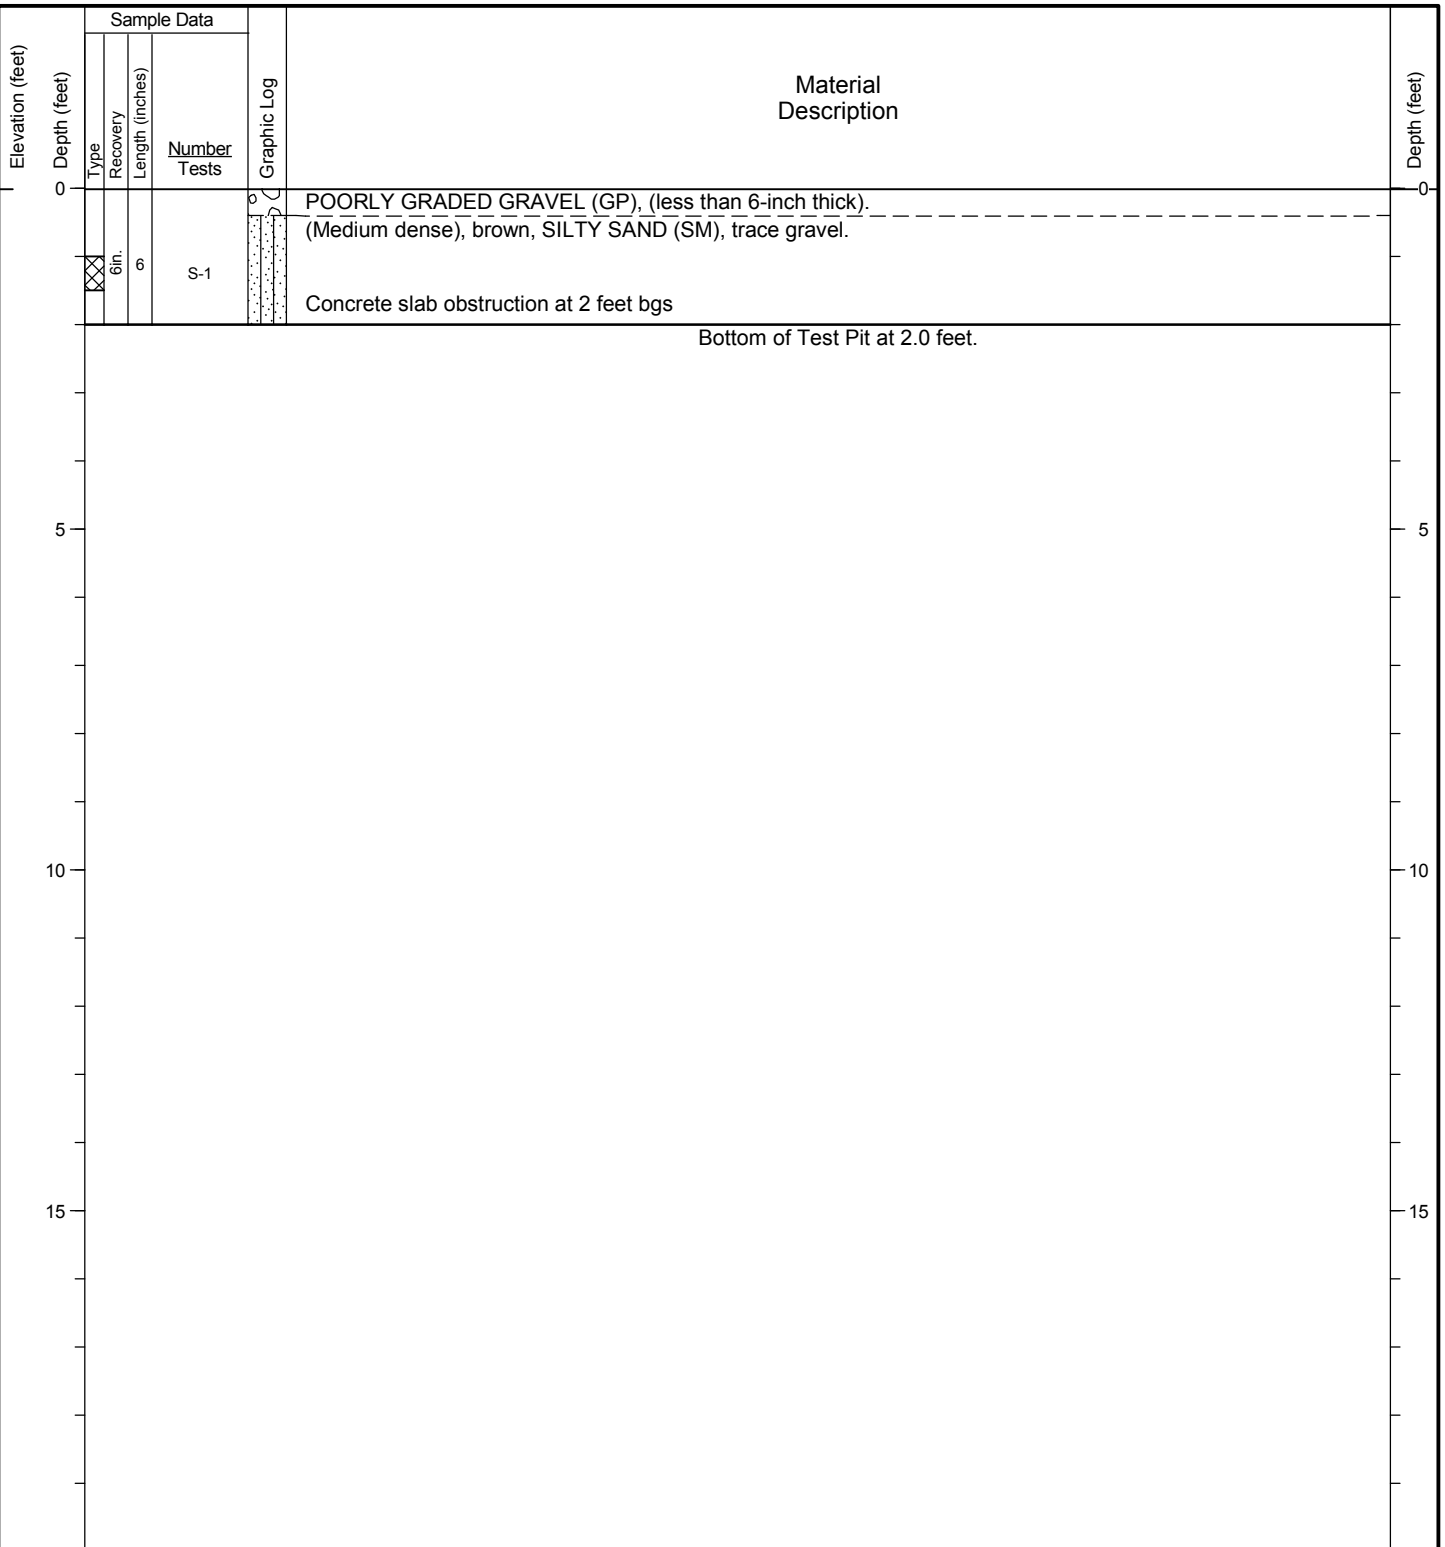 Sample Data
Elevation (feet)
Depth (feet)
Type
Recovery
Length (inches)
Number
Tests
Graphic Log
Material
Description
Depth (feet)
0
0
POORLY GRADED GRAVEL (GP), (less than 6-inch thick).
(Medium dense), brown, SILTY SAND (SM), trace gravel.
6in.
6
S-1
Concrete slab obstruction at 2 feet bgs
Bottom of Test Pit at 2.0 feet.
5
5
10
10
15
15